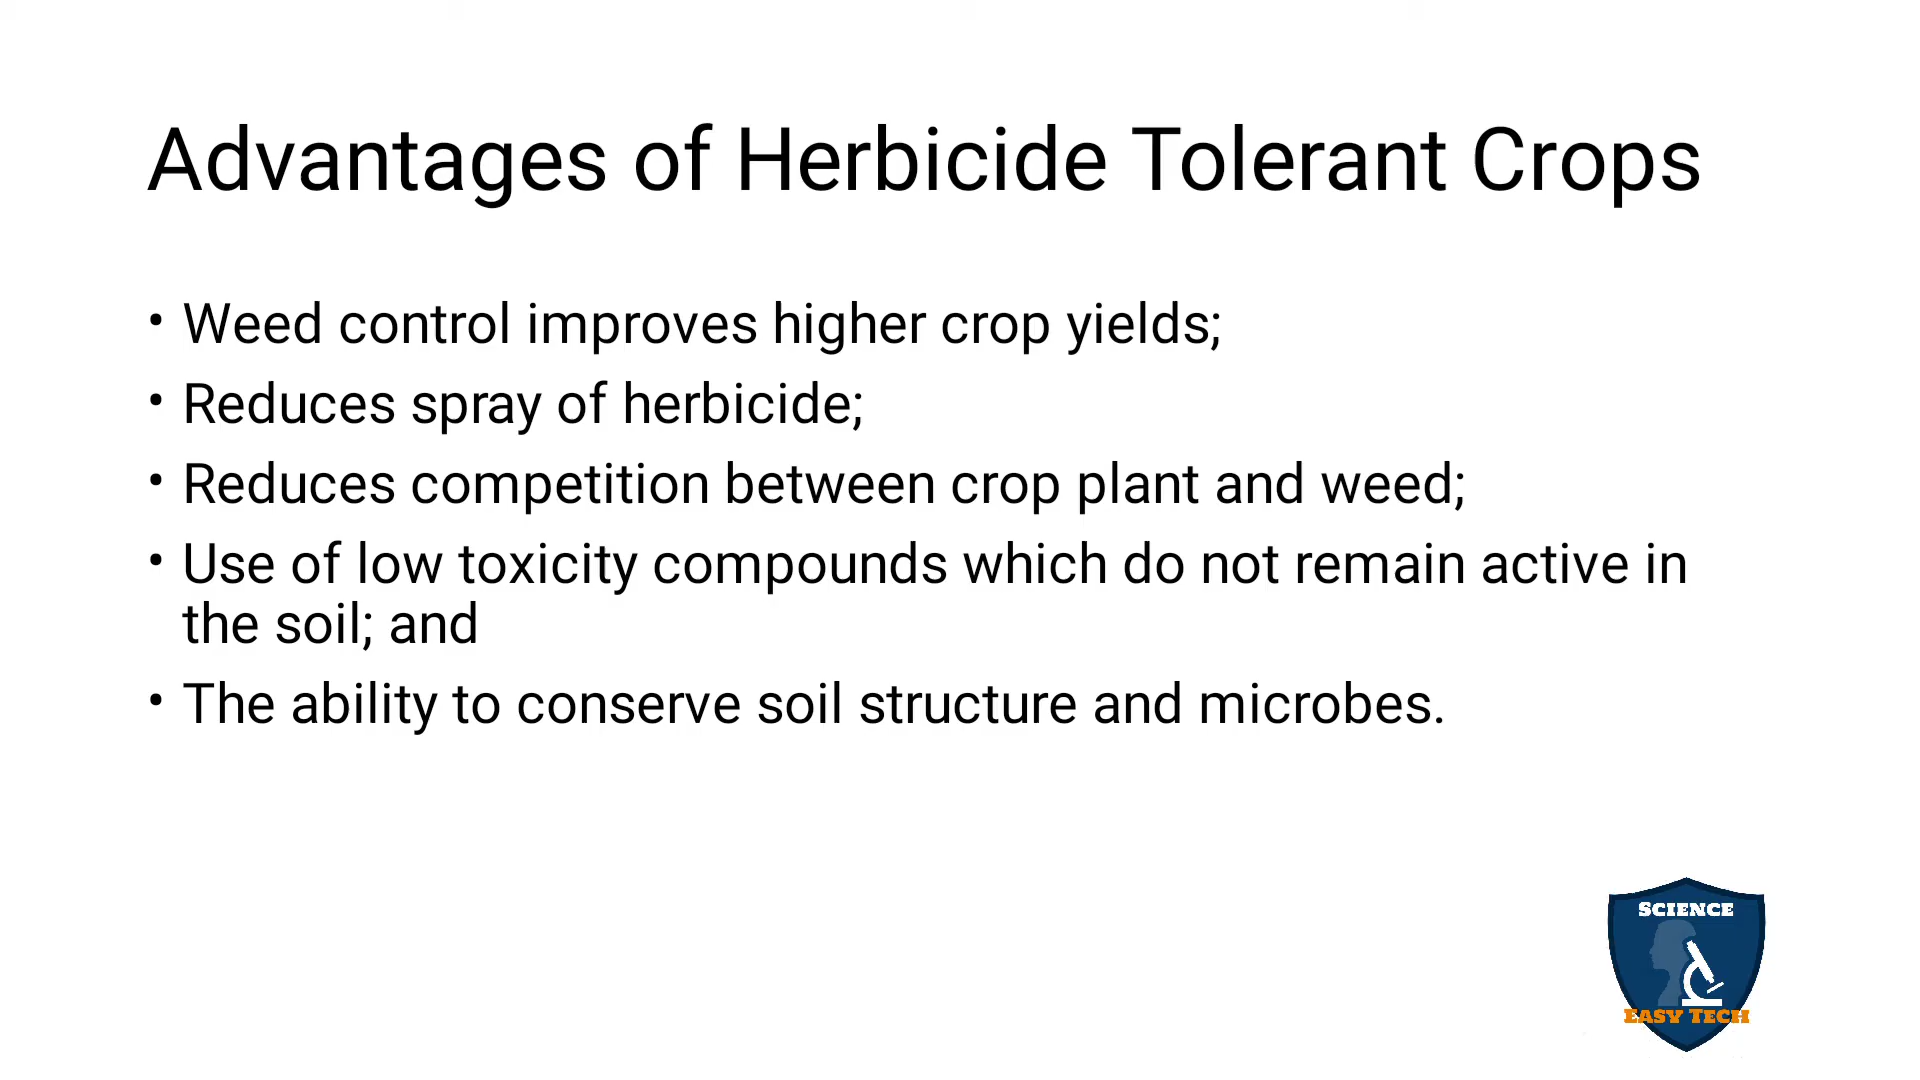 Advantages of Herbicide Tolerant Crops
• Weed control improves higher crop yields;
• Reduces spray of herbicide;
• Reduces competition between crop plant and weed;
• Use of low toxicity compounds which do not remain active in
the soil; and
• The ability to conserve soil structure and microbes.
SCIENCE
EASY TECH